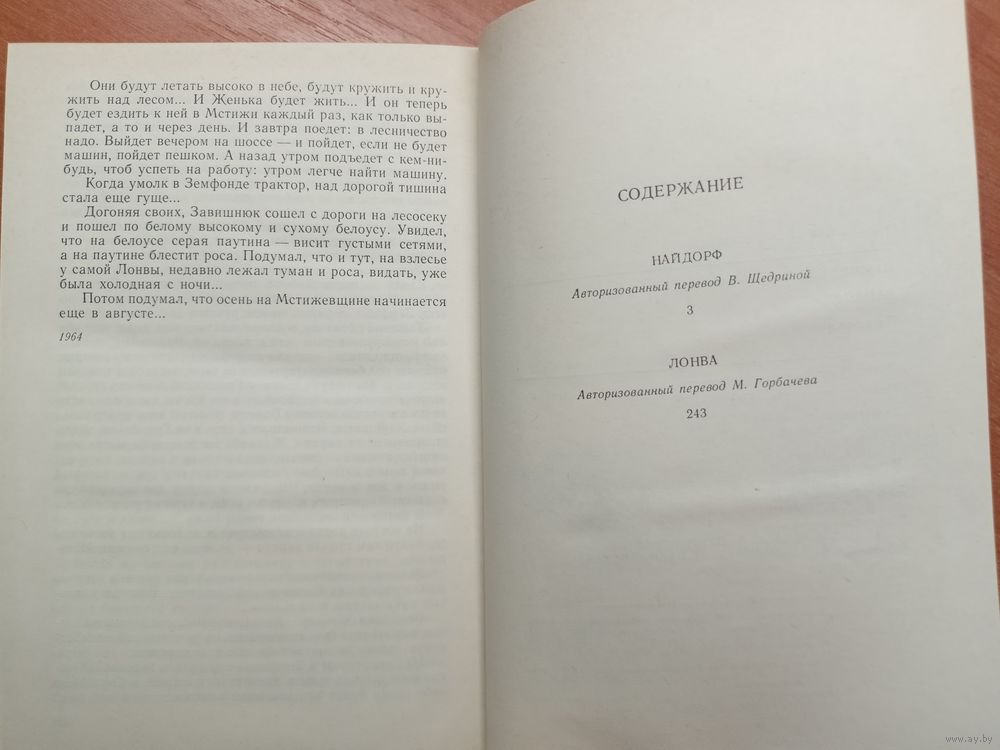 Они будут летать высоко в небе, будут кружить и кру-
жить над лесом... И Женька будет жить... И он теперь
будет ездить к ней в Мстижи каждый раз, как только вы-
падет, а то и через день. И завтра поедет: в лесничество
надо. Выйдет вечером на шоссе — и пойдет, если не будет
машин, пойдет пешком. А назад утром подъедет с кем-ни-
будь, чтоб успеть на работу: утром легче найти машину.
Когда умолк в Земфонде трактор, над дорогой тишина
стала еще гуще...
Догоняя своих, Завишнюк сошел с дороги на лесосеку
и пошел по белому высокому и сухому белоусу. Увидел,
что на белоусе серая паутина — висит густыми сетями,
а на паутине блестит роса. Подумал, что и тут, на взлесье
у самой Лонвы, недавно лежал туман и роса, видать, уже
была холодная с ночи...
Потом подумал, что осень на Мстижевщине начинается
еще в августе...
1964
СОДЕРЖАНИЕ
НАЙДОРФ
Авторизованный перевод В. Щедриной
3
ЛОНВА
Авторизованный перевод М. Горбачева
243
www.ay.by